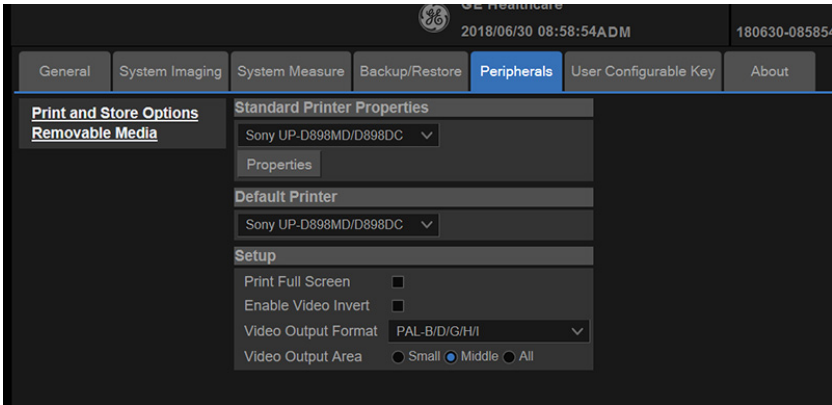 GE Healthcare
2018/06/30 08:58:54ADM
180630-085854
General System Imaging System Measure Backup/Restore Peripherals User Configurable Key About
Print and Store Options
Removable Media
Standard Printer Properties
Sony UP-D898MD/D898DC
Properties
Default Printer
Sony UP-D898MD/D898DC
Setup
Print Full Screen
Enable Video Invert
Video Output Format PAL-B/D/G/H/I
Video Output Area Small Middle All